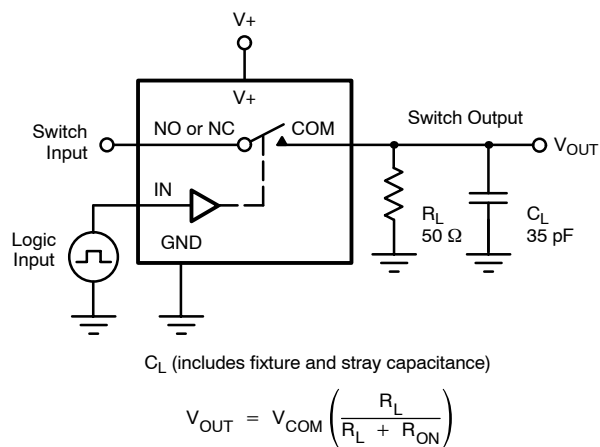 V+
V+
Switch Output
Switch
Input
NO or NC
COM
V_OUT
IN
R_L
50 Ω
C_L
35 pF
Logic
Input
GND
C_L (includes fixture and stray capacitance)
V_OUT = V_COM ( R_L / (R_L + R_ON) )